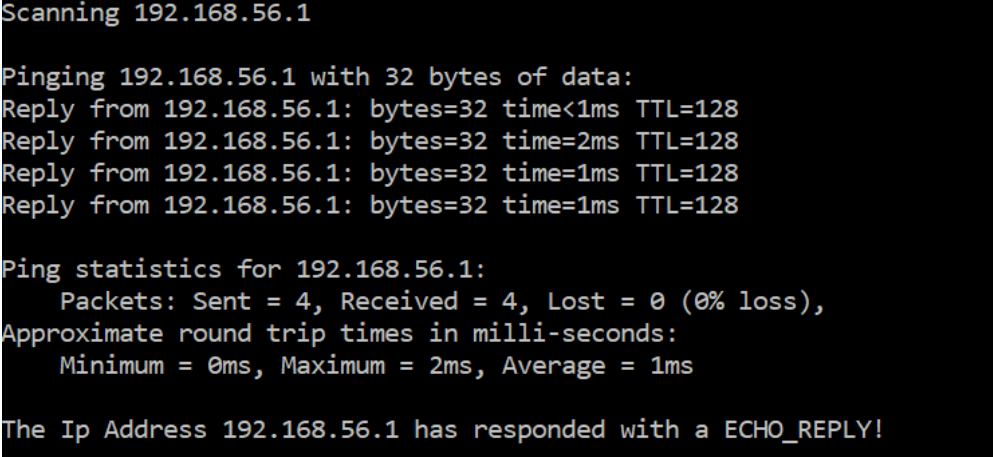 Scanning 192.168.56.1
Pinging 192.168.56.1 with 32 bytes of data:
Reply from 192.168.56.1: bytes=32 time<1ms TTL=128
Reply from 192.168.56.1: bytes=32 time=2ms TTL=128
Reply from 192.168.56.1: bytes=32 time=1ms TTL=128
Reply from 192.168.56.1: bytes=32 time=1ms TTL=128
Ping statistics for 192.168.56.1:
    Packets: Sent = 4, Received = 4, Lost = 0 (0% loss),
Approximate round trip times in milli-seconds:
    Minimum = 0ms, Maximum = 2ms, Average = 1ms
The Ip Address 192.168.56.1 has responded with a ECHO_REPLY!